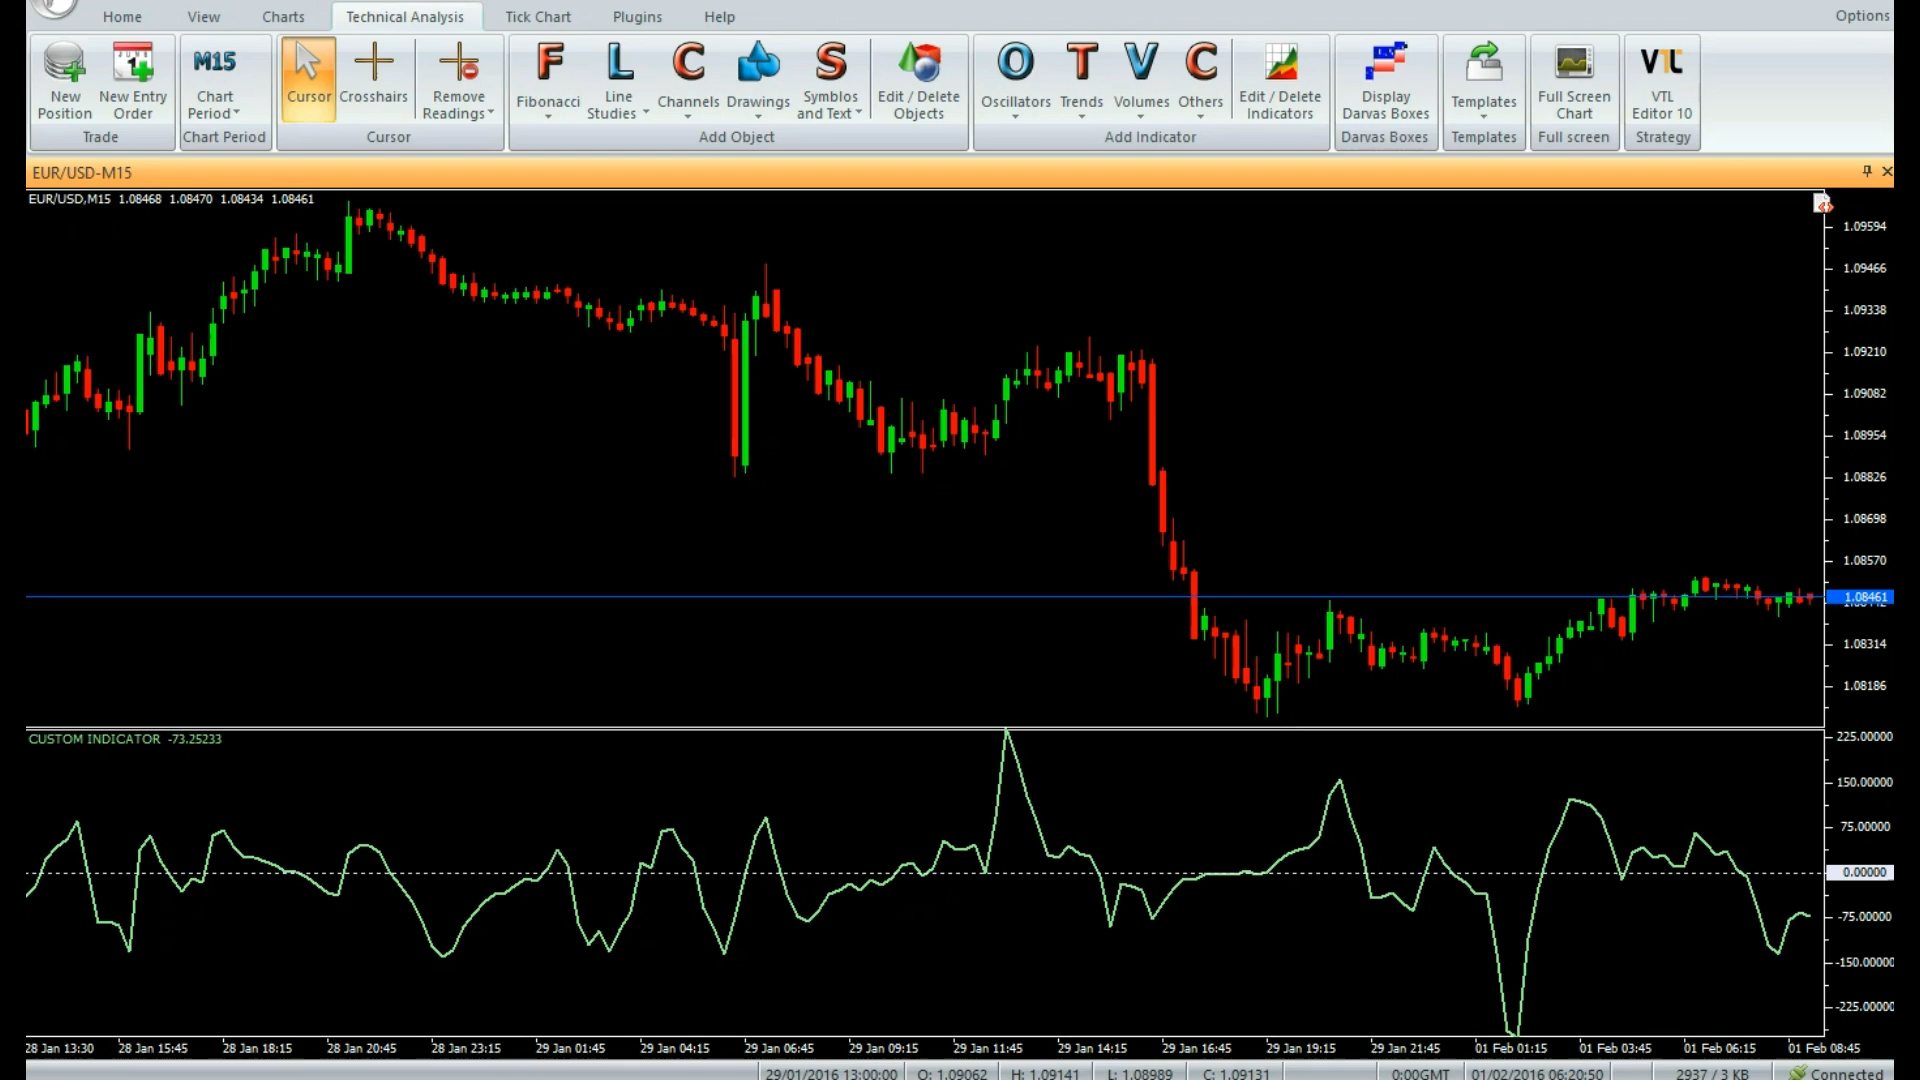 Home View Charts Technical Analysis Tick Chart Plugins Help Options
New Position
New Entry Order
Trade
M15
Chart Period
Chart Period
Cursor
Crosshairs
Remove Readings
Cursor
F
Fibonacci
L
Line Studies
C
Channels
Drawings
S
Symblos and Text
Edit / Delete Objects
Add Object
O
Oscillators
T
Trends
V
Volumes
C
Others
Edit / Delete Indicators
Add Indicator
Display Darvas Boxes
Darvas Boxes
Templates
Templates
Full Screen Chart
Full screen
VTL
VTL Editor 10
Strategy
EUR/USD-M15
EUR/USD,M15 1.08468 1.08470 1.08434 1.08461
1.09594
1.09466
1.09338
1.09210
1.09082
1.08954
1.08826
1.08698
1.08570
1.08461
1.08314
1.08186
CUSTOM INDICATOR -73.25233
225.00000
150.00000
75.00000
0.00000
-75.00000
-150.00000
-225.00000
28 Jan 13:30 28 Jan 15:45 28 Jan 18:15 28 Jan 20:45 28 Jan 23:15 29 Jan 01:45 29 Jan 04:15 29 Jan 06:45 29 Jan 09:15 29 Jan 11:45 29 Jan 14:15 29 Jan 16:45 29 Jan 19:15 29 Jan 21:45 01 Feb 01:15 01 Feb 03:45 01 Feb 06:15 01 Feb 08:45
29/01/2016 13:00:00 O: 1.09062 H: 1.09141 L: 1.08989 C: 1.09131 0:00GMT 01/02/2016 06:20:50 2937 / 3 KB Connected